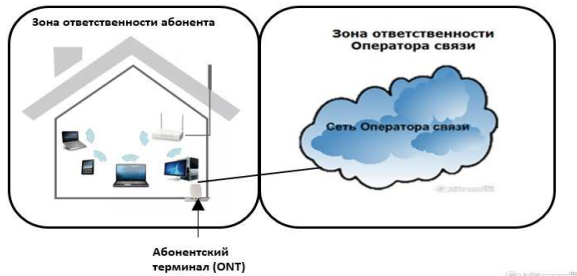 Зона ответственности абонента
Зона ответственности
Оператора связи
Сеть Оператора связи
Абонентский
терминал (ONT)